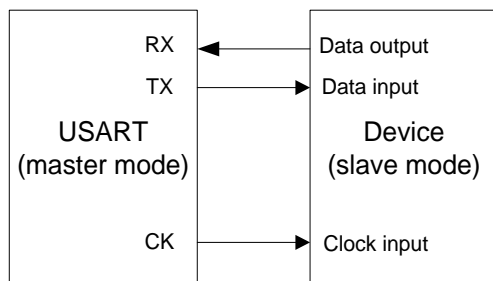 RX
Data output
TX
Data input
USART
(master mode)
Device
(slave mode)
CK
Clock input